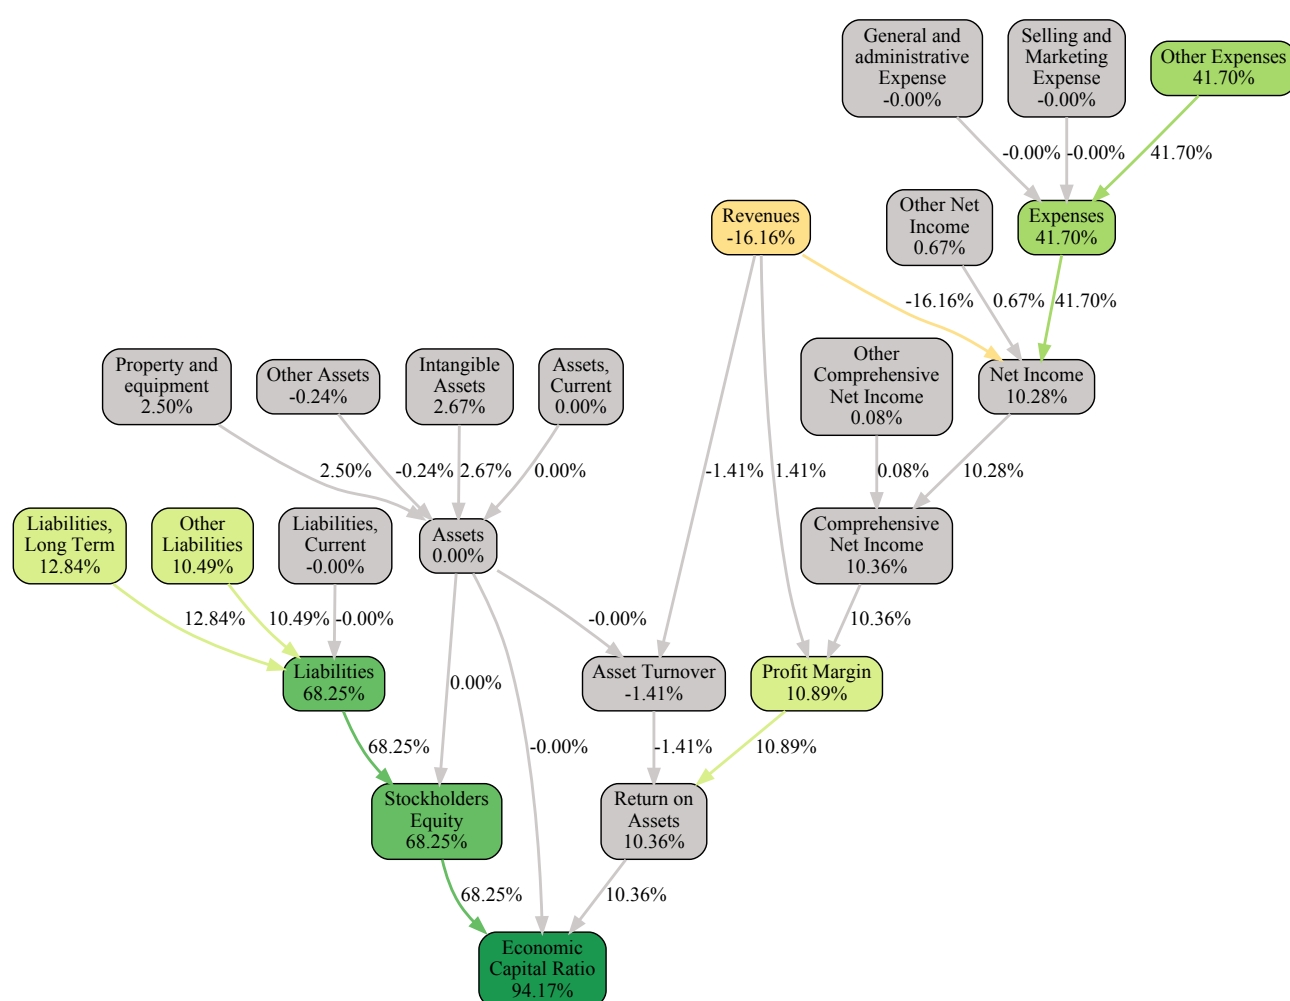 General and
administrative
Expense
-0.00%
Selling and
Marketing
Expense
-0.00%
Other Expenses
41.70%
-0.00%
-0.00%
41.70%
Revenues
-16.16%
Other Net
Income
0.67%
Expenses
41.70%
-16.16%
0.67%
41.70%
Property and
equipment
2.50%
Other Assets
-0.24%
Intangible
Assets
2.67%
Assets,
Current
0.00%
Other
Comprehensive
Net Income
0.08%
Net Income
10.28%
2.50%
-0.24%
2.67%
0.00%
-1.41%
1.41%
0.08%
10.28%
Liabilities,
Long Term
12.84%
Other
Liabilities
10.49%
Liabilities,
Current
-0.00%
Assets
0.00%
Comprehensive
Net Income
10.36%
12.84%
10.49%
-0.00%
-0.00%
10.36%
Liabilities
68.25%
0.00%
Asset Turnover
-1.41%
Profit Margin
10.89%
68.25%
-0.00%
-1.41%
10.89%
Stockholders
Equity
68.25%
Return on
Assets
10.36%
68.25%
10.36%
Economic
Capital Ratio
94.17%